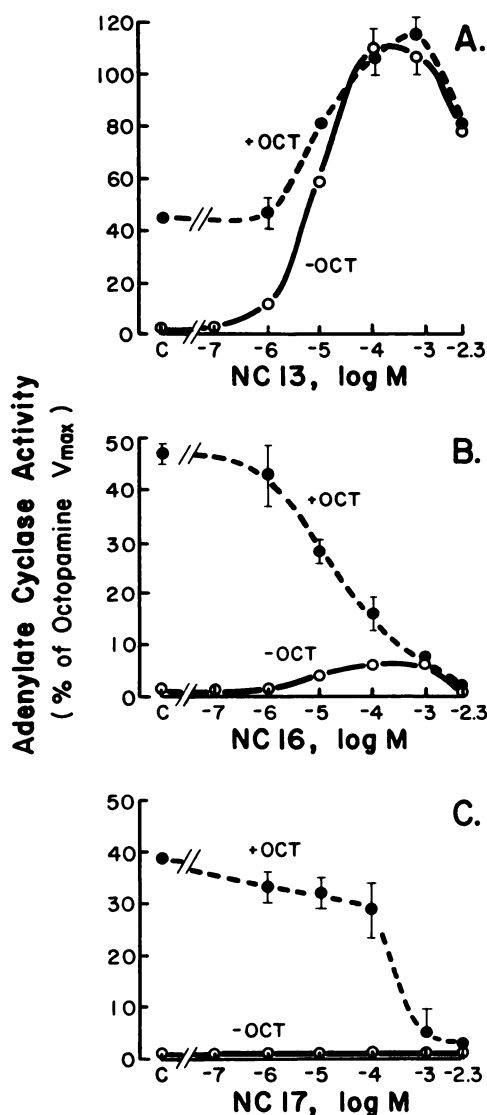 Adenylate Cyclase Activity
(% of Octopamine Vmax)
A.
120
100
80
60
40
20
0
+OCT
-OCT
C -7 -6 -5 -4 -3 -2.3
NC 13, log M
B.
50
40
30
20
10
0
+OCT
-OCT
C -7 -6 -5 -4 -3 -2.3
NC 16, log M
C.
50
40
30
20
10
0
+OCT
-OCT
C -7 -6 -5 -4 -3 -2.3
NC 17, log M